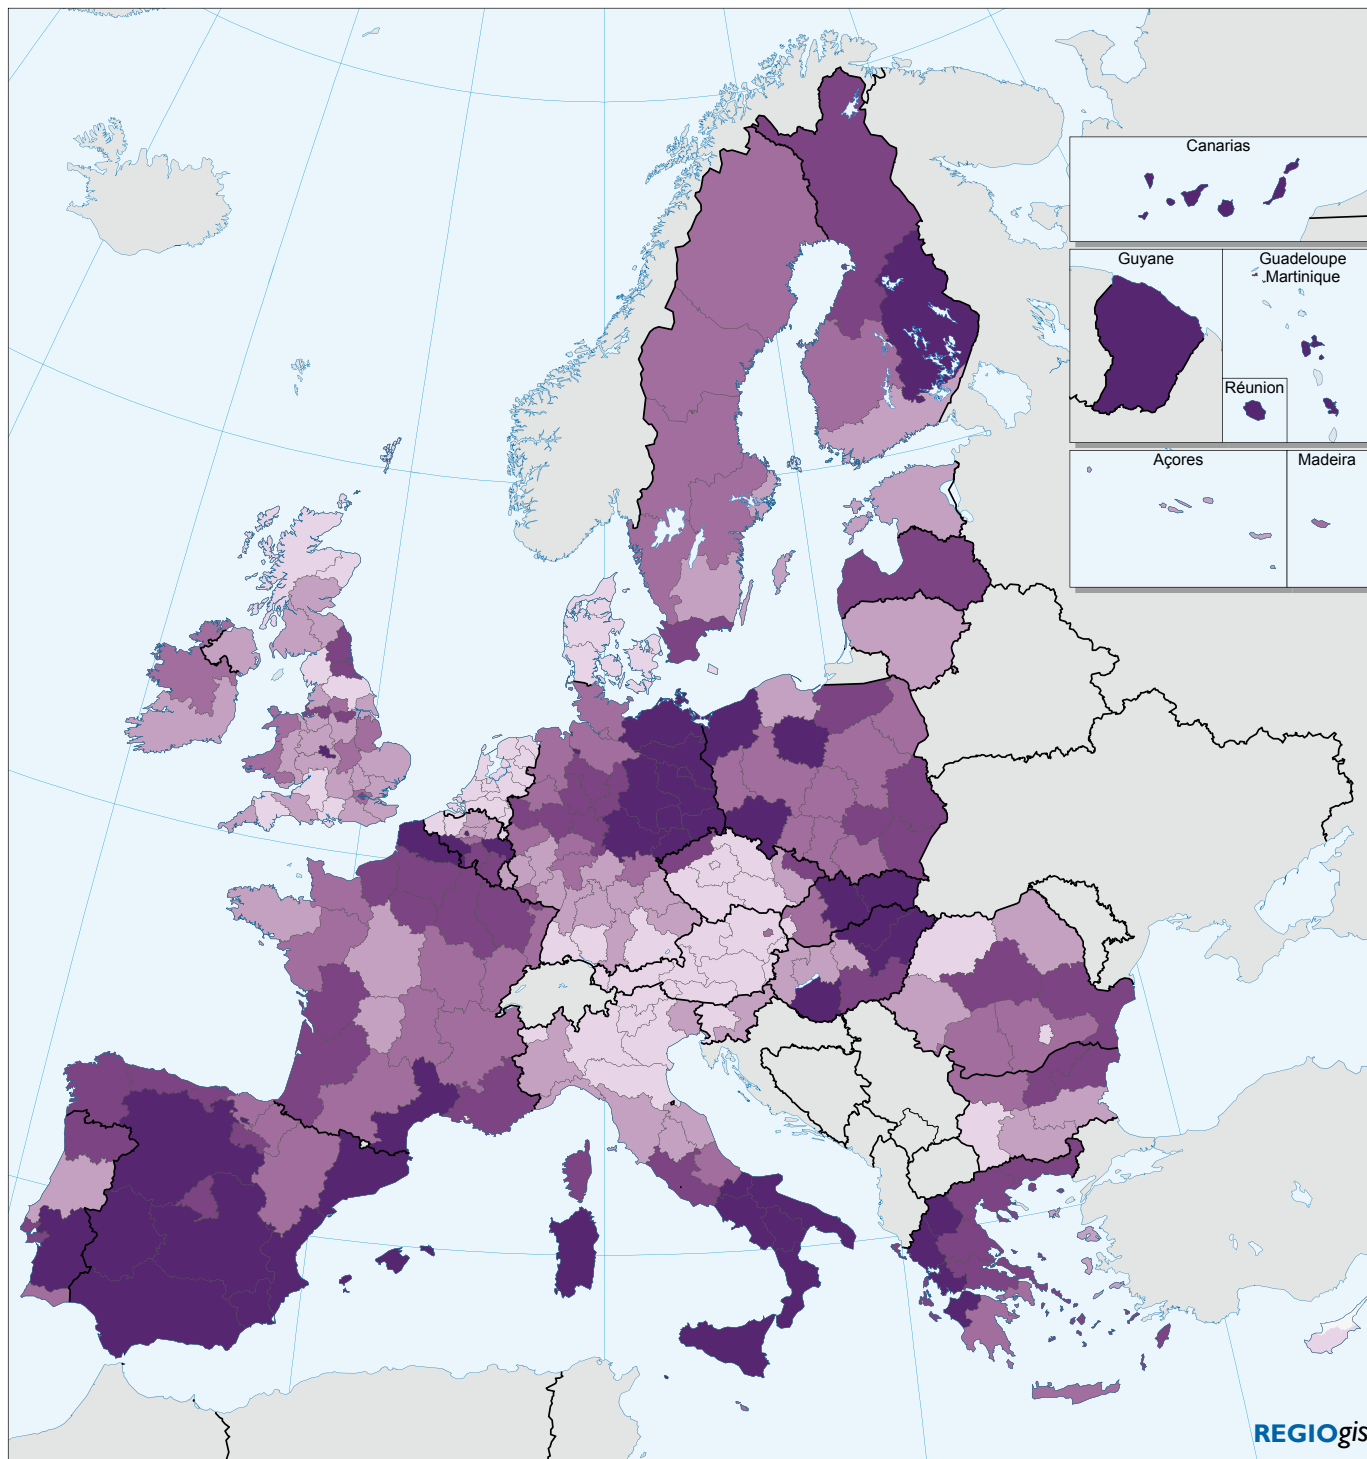 Canarias
Guyane
Guadeloupe
Martinique
Réunion
Açores
Madeira
REGIOgis